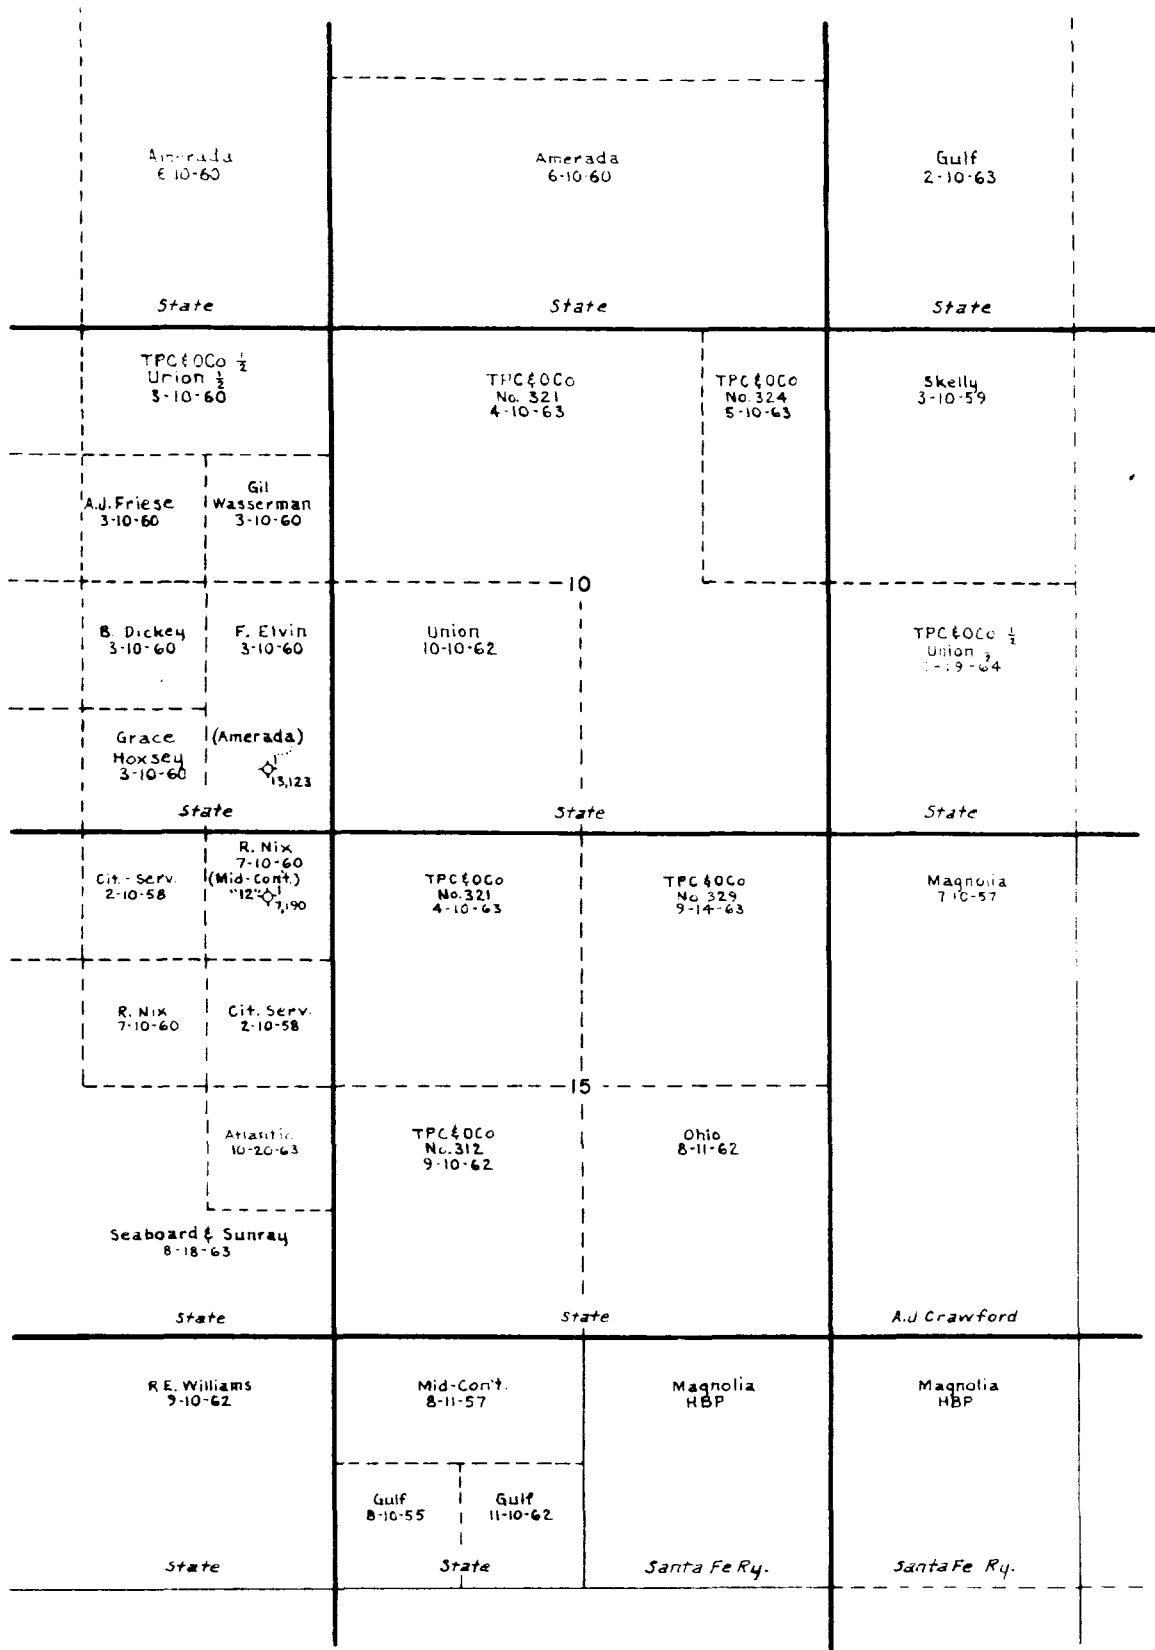 Amerada
6-10-60
State
Amerada
6-10-60
State
Gulf
2-10-63
State
TPC&OCo ½
Union ½
3-10-60
A.J. Friese
3-10-60
Gil
Wasserman
3-10-60
B. Dickey
3-10-60
F. Elvin
3-10-60
Grace
Hoxsey
3-10-60
(Amerada)
1
13,123
State
TPC&OCo
No. 321
4-10-63
TPC&OCo
No. 324
5-10-63
10
Union
10-10-62
State
Skelly
3-10-59
TPC&OCo ½
Union ½
State
Cit.-Serv.
2-10-58
R. Nix
7-10-60
(Mid-Cont.)
"12" 1
7,190
R. Nix
7-10-60
Cit. Serv.
2-10-58
Atlantic
10-20-63
Seaboard & Sunray
8-18-63
State
TPC&OCo
No. 321
4-10-63
TPC&OCo
No 329
9-14-63
15
TPC&OCo
No. 312
9-10-62
Ohio
8-11-62
State
Magnolia
7-10-57
A.J Crawford
R.E. Williams
9-10-62
State
Mid-Con't.
8-11-57
Gulf
8-10-55
Gulf
11-10-62
State
Magnolia
HBP
Santa Fe Ry.
Magnolia
HBP
Santa Fe Ry.